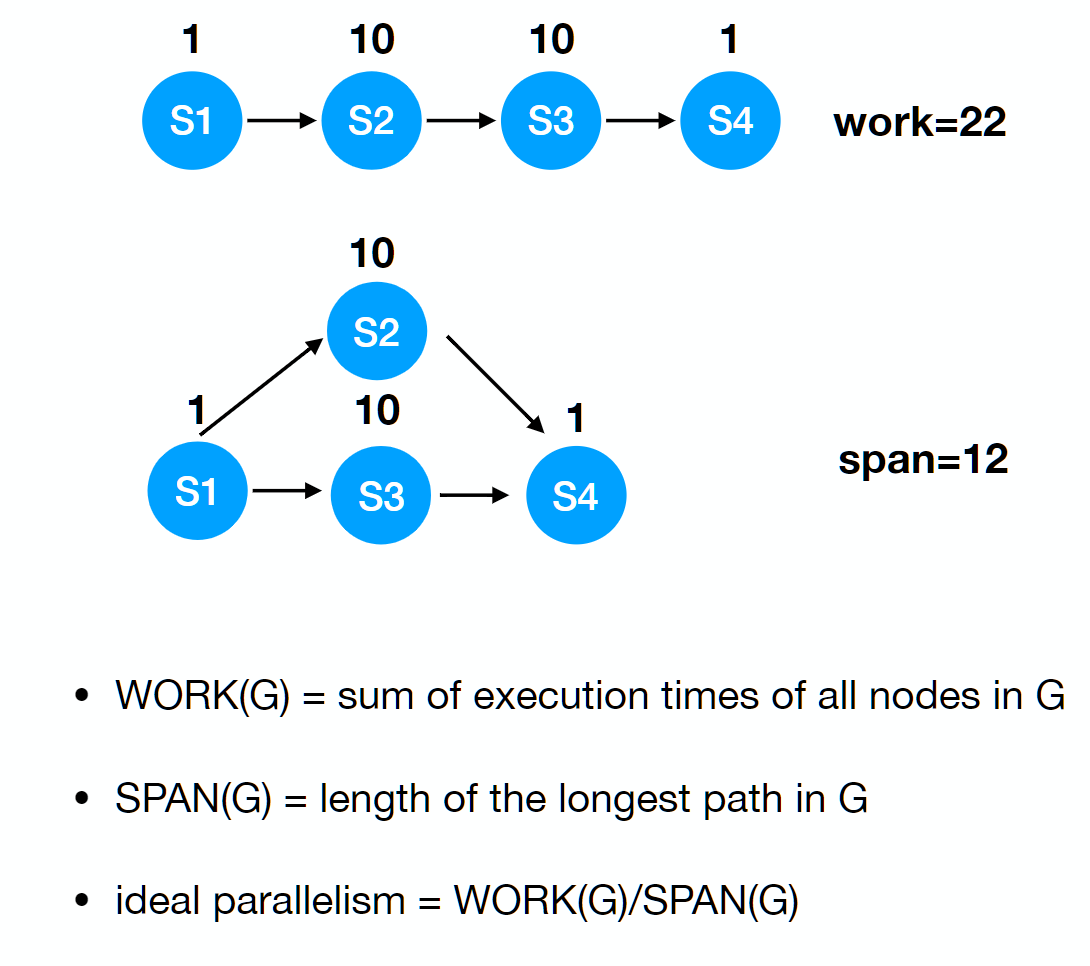 1 10 10 1
S1 S2 S3 S4 work=22
10
S2
1 10 1
S1 S3 S4 span=12
• WORK(G) = sum of execution times of all nodes in G
• SPAN(G) = length of the longest path in G
• ideal parallelism = WORK(G)/SPAN(G)